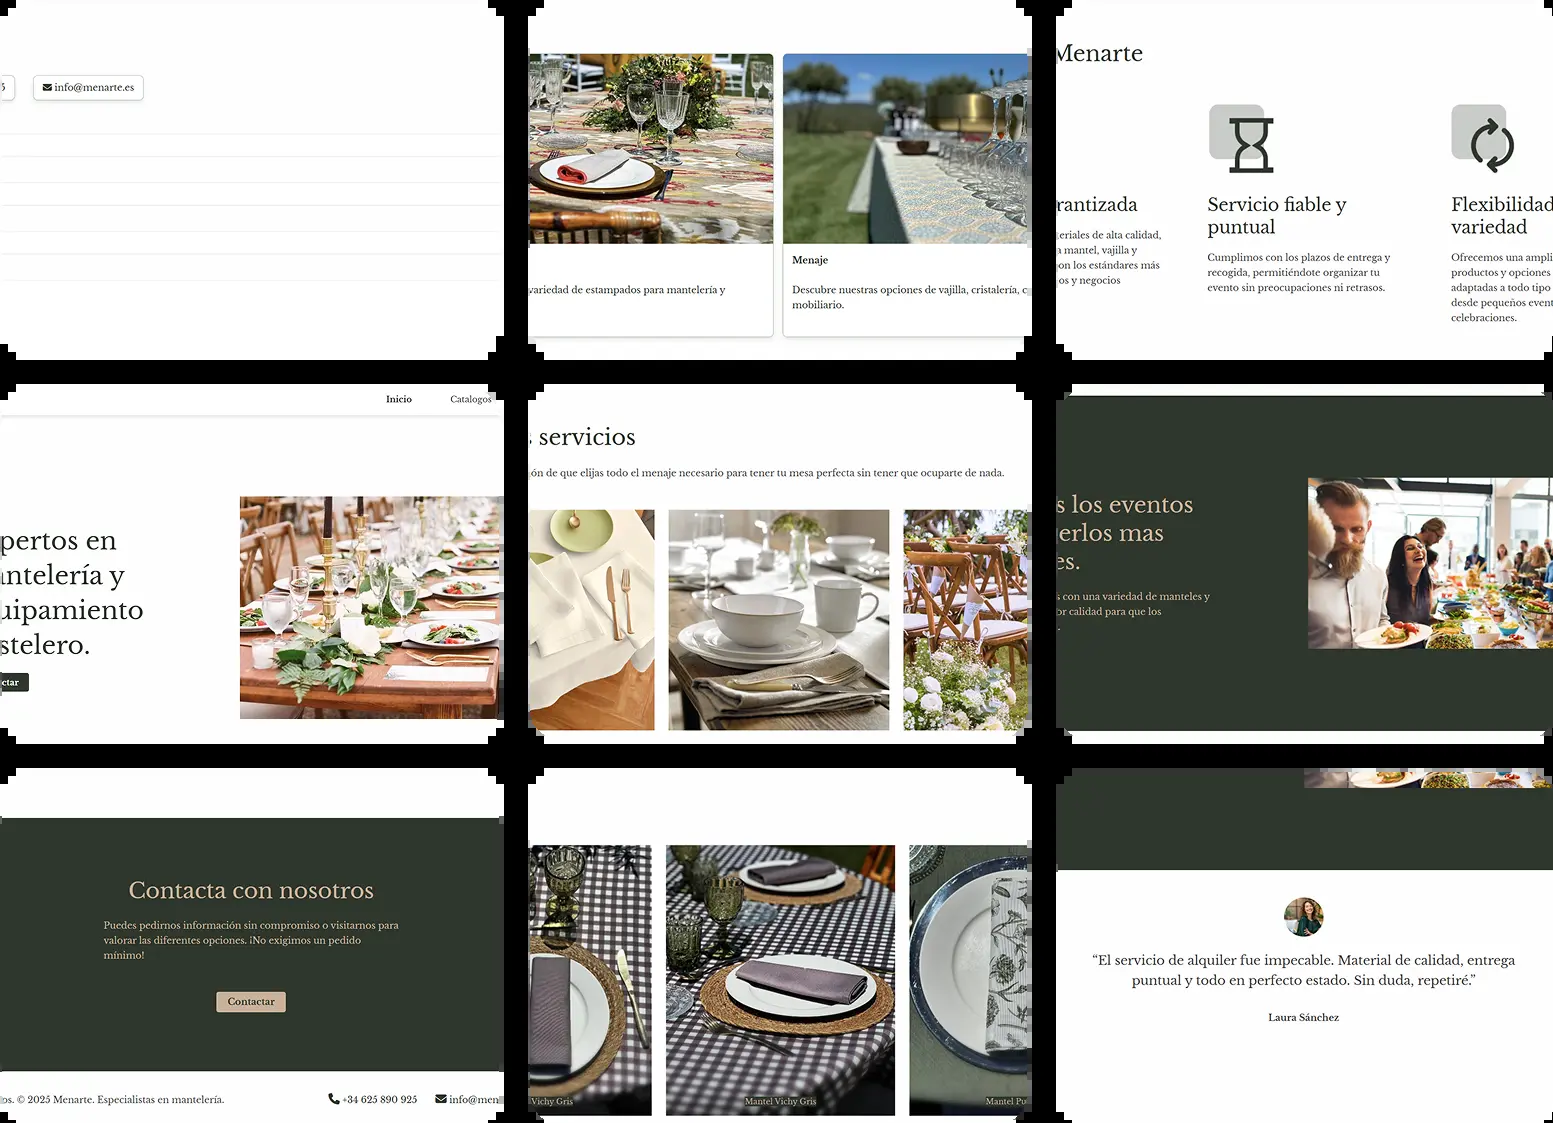 5
info@menarte.es
variedad de estampados para mantelería y
Menaje
Descubre nuestras opciones de vajilla, cristalería, c
mobiliario.
Menarte
rantizada
eriales de alta calidad,
a mantel, vajilla y
on los estándares más
os y negocios
Servicio fiable y
puntual
Cumplimos con los plazos de entrega y
recogida, permitiéndote organizar tu
evento sin preocupaciones ni retrasos.
Flexibilidad
variedad
Ofrecemos una ampli
productos y opciones
adaptadas a todo tipo
desde pequeños event
celebraciones.
Inicio
Catalogos
pertos en
antelería y
uipamiento
stelero.
ctar
s servicios
ón de que elijas todo el menaje necesario para tener tu mesa perfecta sin tener que ocuparte de nada.
s los eventos
erlos mas
es.
s con una variedad de manteles y
or calidad para que los
Contacta con nosotros
Puedes pedirnos información sin compromiso o visitarnos para
valorar las diferentes opciones. ¡No exigimos un pedido
mínimo!
Contactar
os. © 2025 Menarte. Especialistas en mantelería.
+34 625 890 925
info@men
Vichy Gris
Mantel Vichy Gris
Mantel Pu
“El servicio de alquiler fue impecable. Material de calidad, entrega
puntual y todo en perfecto estado. Sin duda, repetiré.”
Laura Sánchez